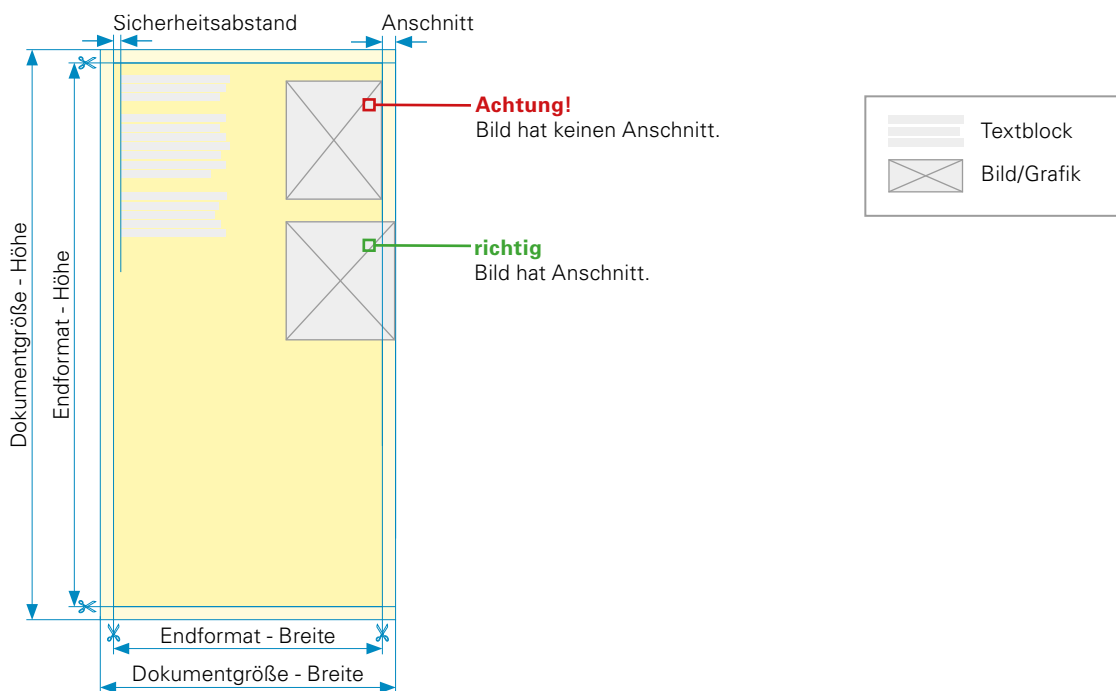 Sicherheitsabstand
Anschnitt
Achtung!
Bild hat keinen Anschnitt.
richtig
Bild hat Anschnitt.
Textblock
Bild/Grafik
Dokumentgröße - Höhe
Endformat - Höhe
Endformat - Breite
Dokumentgröße - Breite